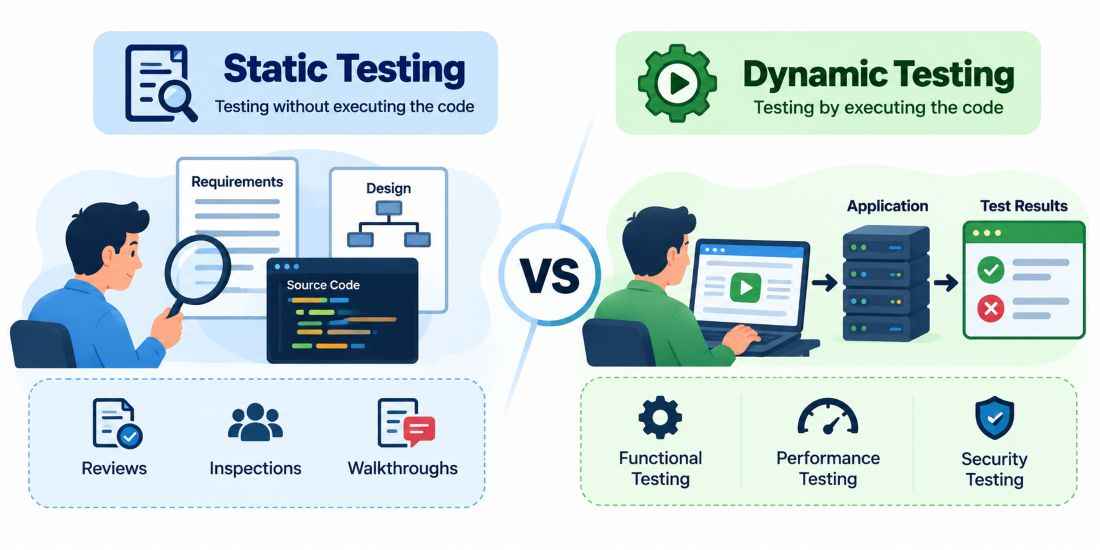 Static Testing
Testing without executing the code
Requirements
Design
Source Code
Reviews
Inspections
Walkthroughs
VS
Dynamic Testing
Testing by executing the code
Application
Test Results
Functional
Testing
Performance
Testing
Security
Testing